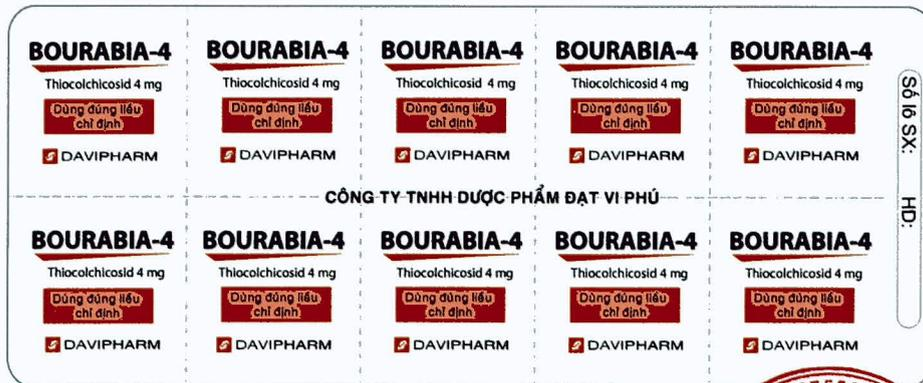 BOURABIA-4 BOURABIA-4 BOURABIA-4 BOURABIA-4 BOURABIA-4
Thiocolchicosid 4 mg Thiocolchicosid 4 mg Thiocolchicosid 4 mg Thiocolchicosid 4 mg Thiocolchicosid 4 mg
Dùng đúng liều Dùng đúng liều Dùng đúng liều Dùng đúng liều Dùng đúng liều
chỉ định chỉ định chỉ định chỉ định chỉ định
DAVIPHARM DAVIPHARM DAVIPHARM DAVIPHARM DAVIPHARM
CÔNG TY TNHH DƯỢC PHẨM ĐẠT VI PHÚ
BOURABIA-4 BOURABIA-4 BOURABIA-4 BOURABIA-4 BOURABIA-4
Thiocolchicosid 4 mg Thiocolchicosid 4 mg Thiocolchicosid 4 mg Thiocolchicosid 4 mg Thiocolchicosid 4 mg
Dùng đúng liều Dùng đúng liều Dùng đúng liều Dùng đúng liều Dùng đúng liều
chỉ định chỉ định chỉ định chỉ định chỉ định
DAVIPHARM DAVIPHARM DAVIPHARM DAVIPHARM DAVIPHARM
Số lô SX: HD: